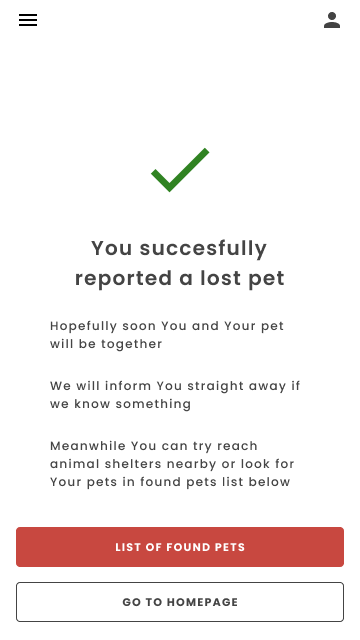 You succesfully
reported a lost pet
Hopefully soon You and Your pet
will be together
We will inform You straight away if
we know something
Meanwhile You can try reach
animal shelters nearby or look for
Your pets in found pets list below
LIST OF FOUND PETS
GO TO HOMEPAGE